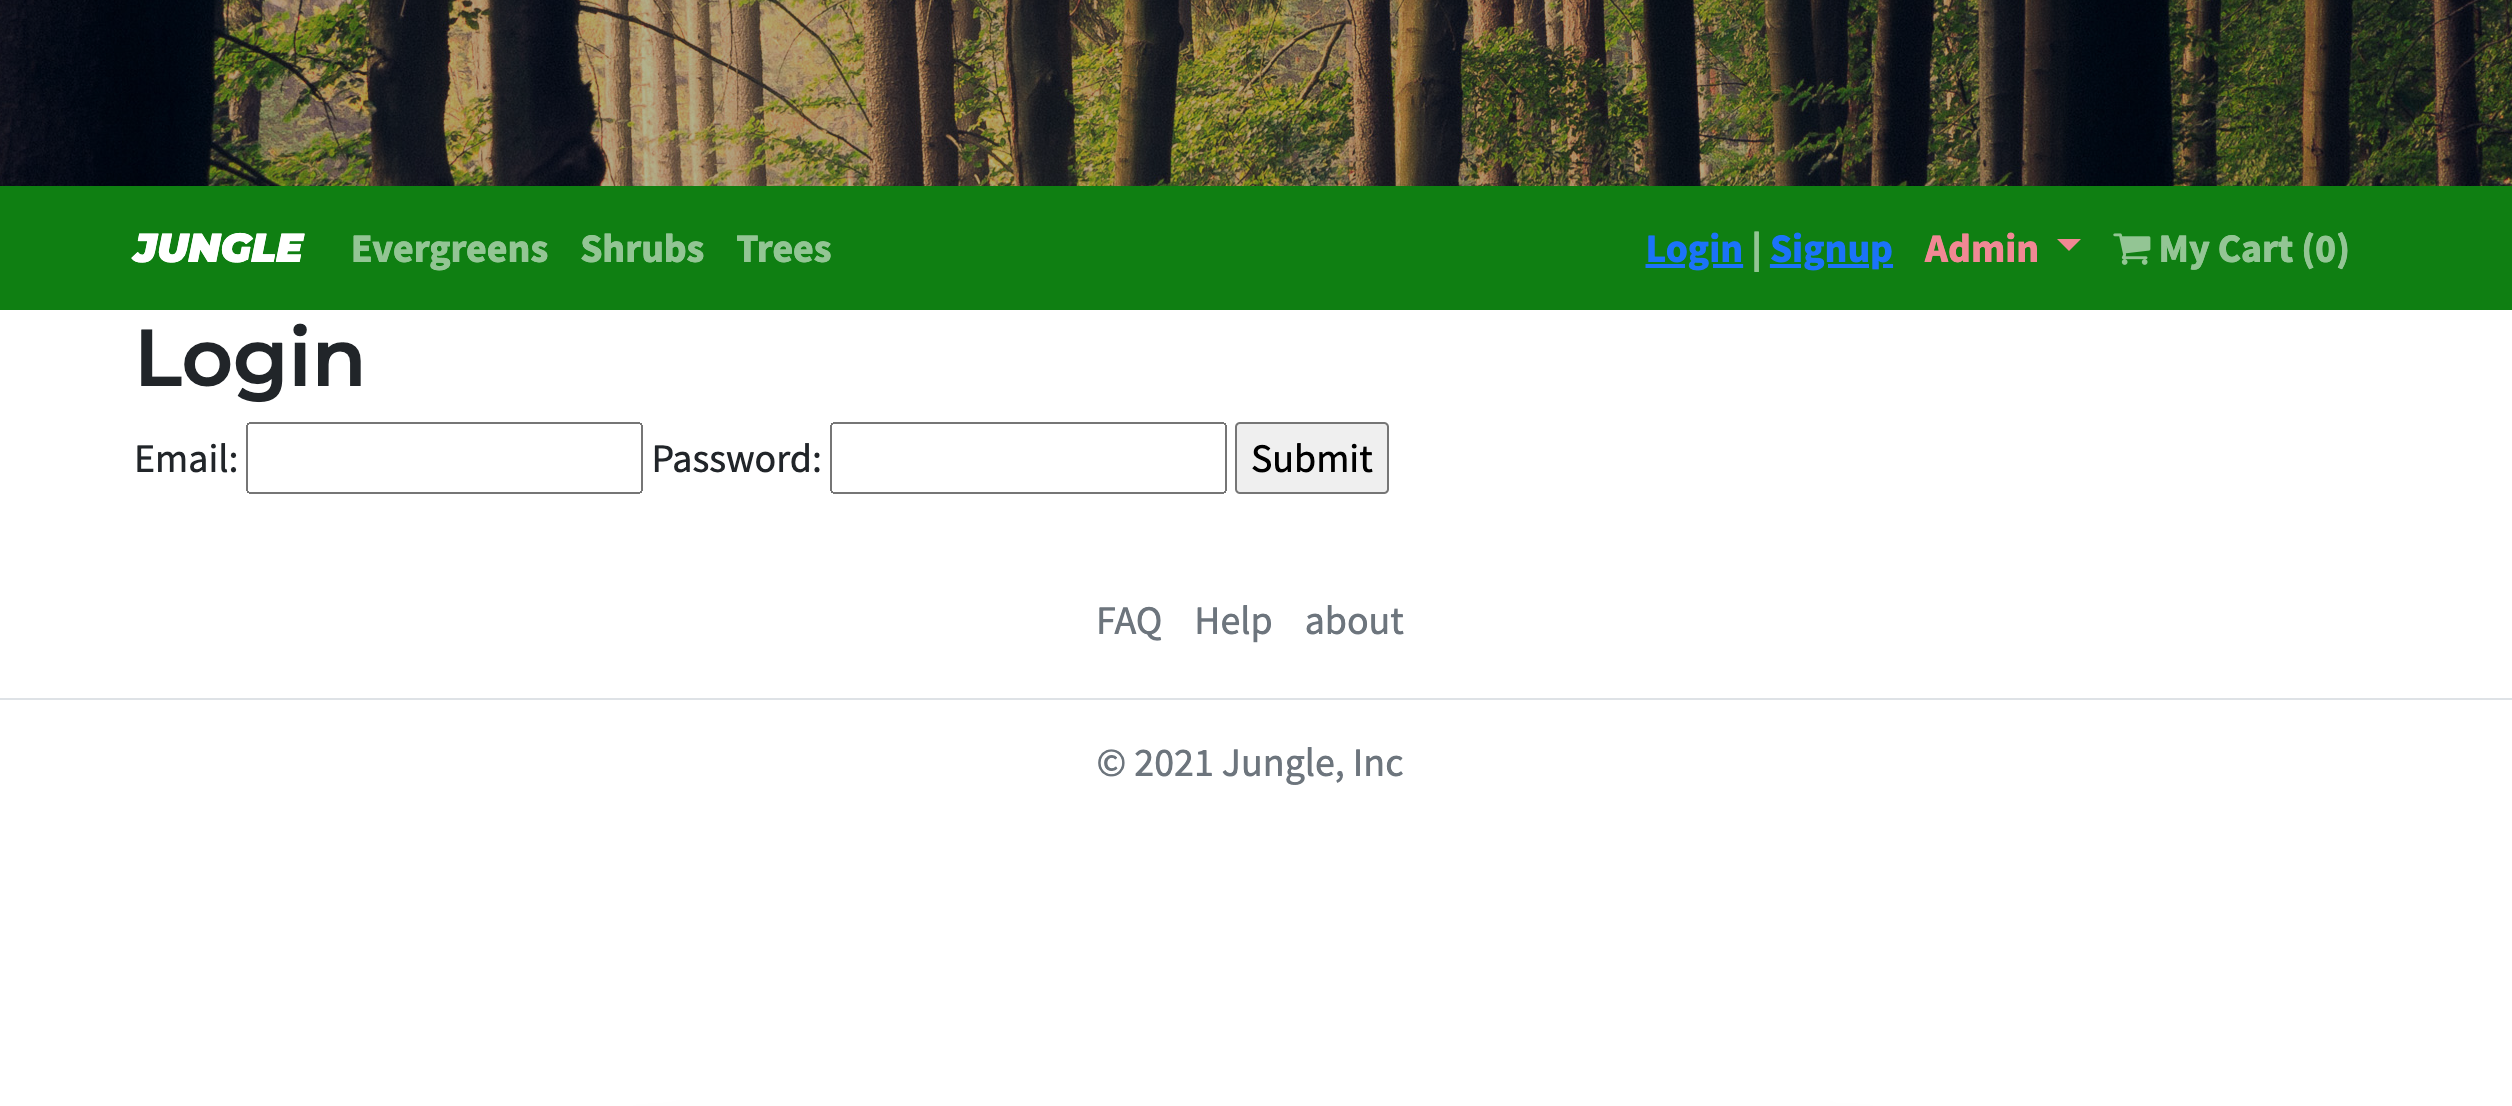 JUNGLE Evergreens Shrubs Trees Login | Signup Admin My Cart (0)
Login
Email: Password: Submit
FAQ Help about
© 2021 Jungle, Inc